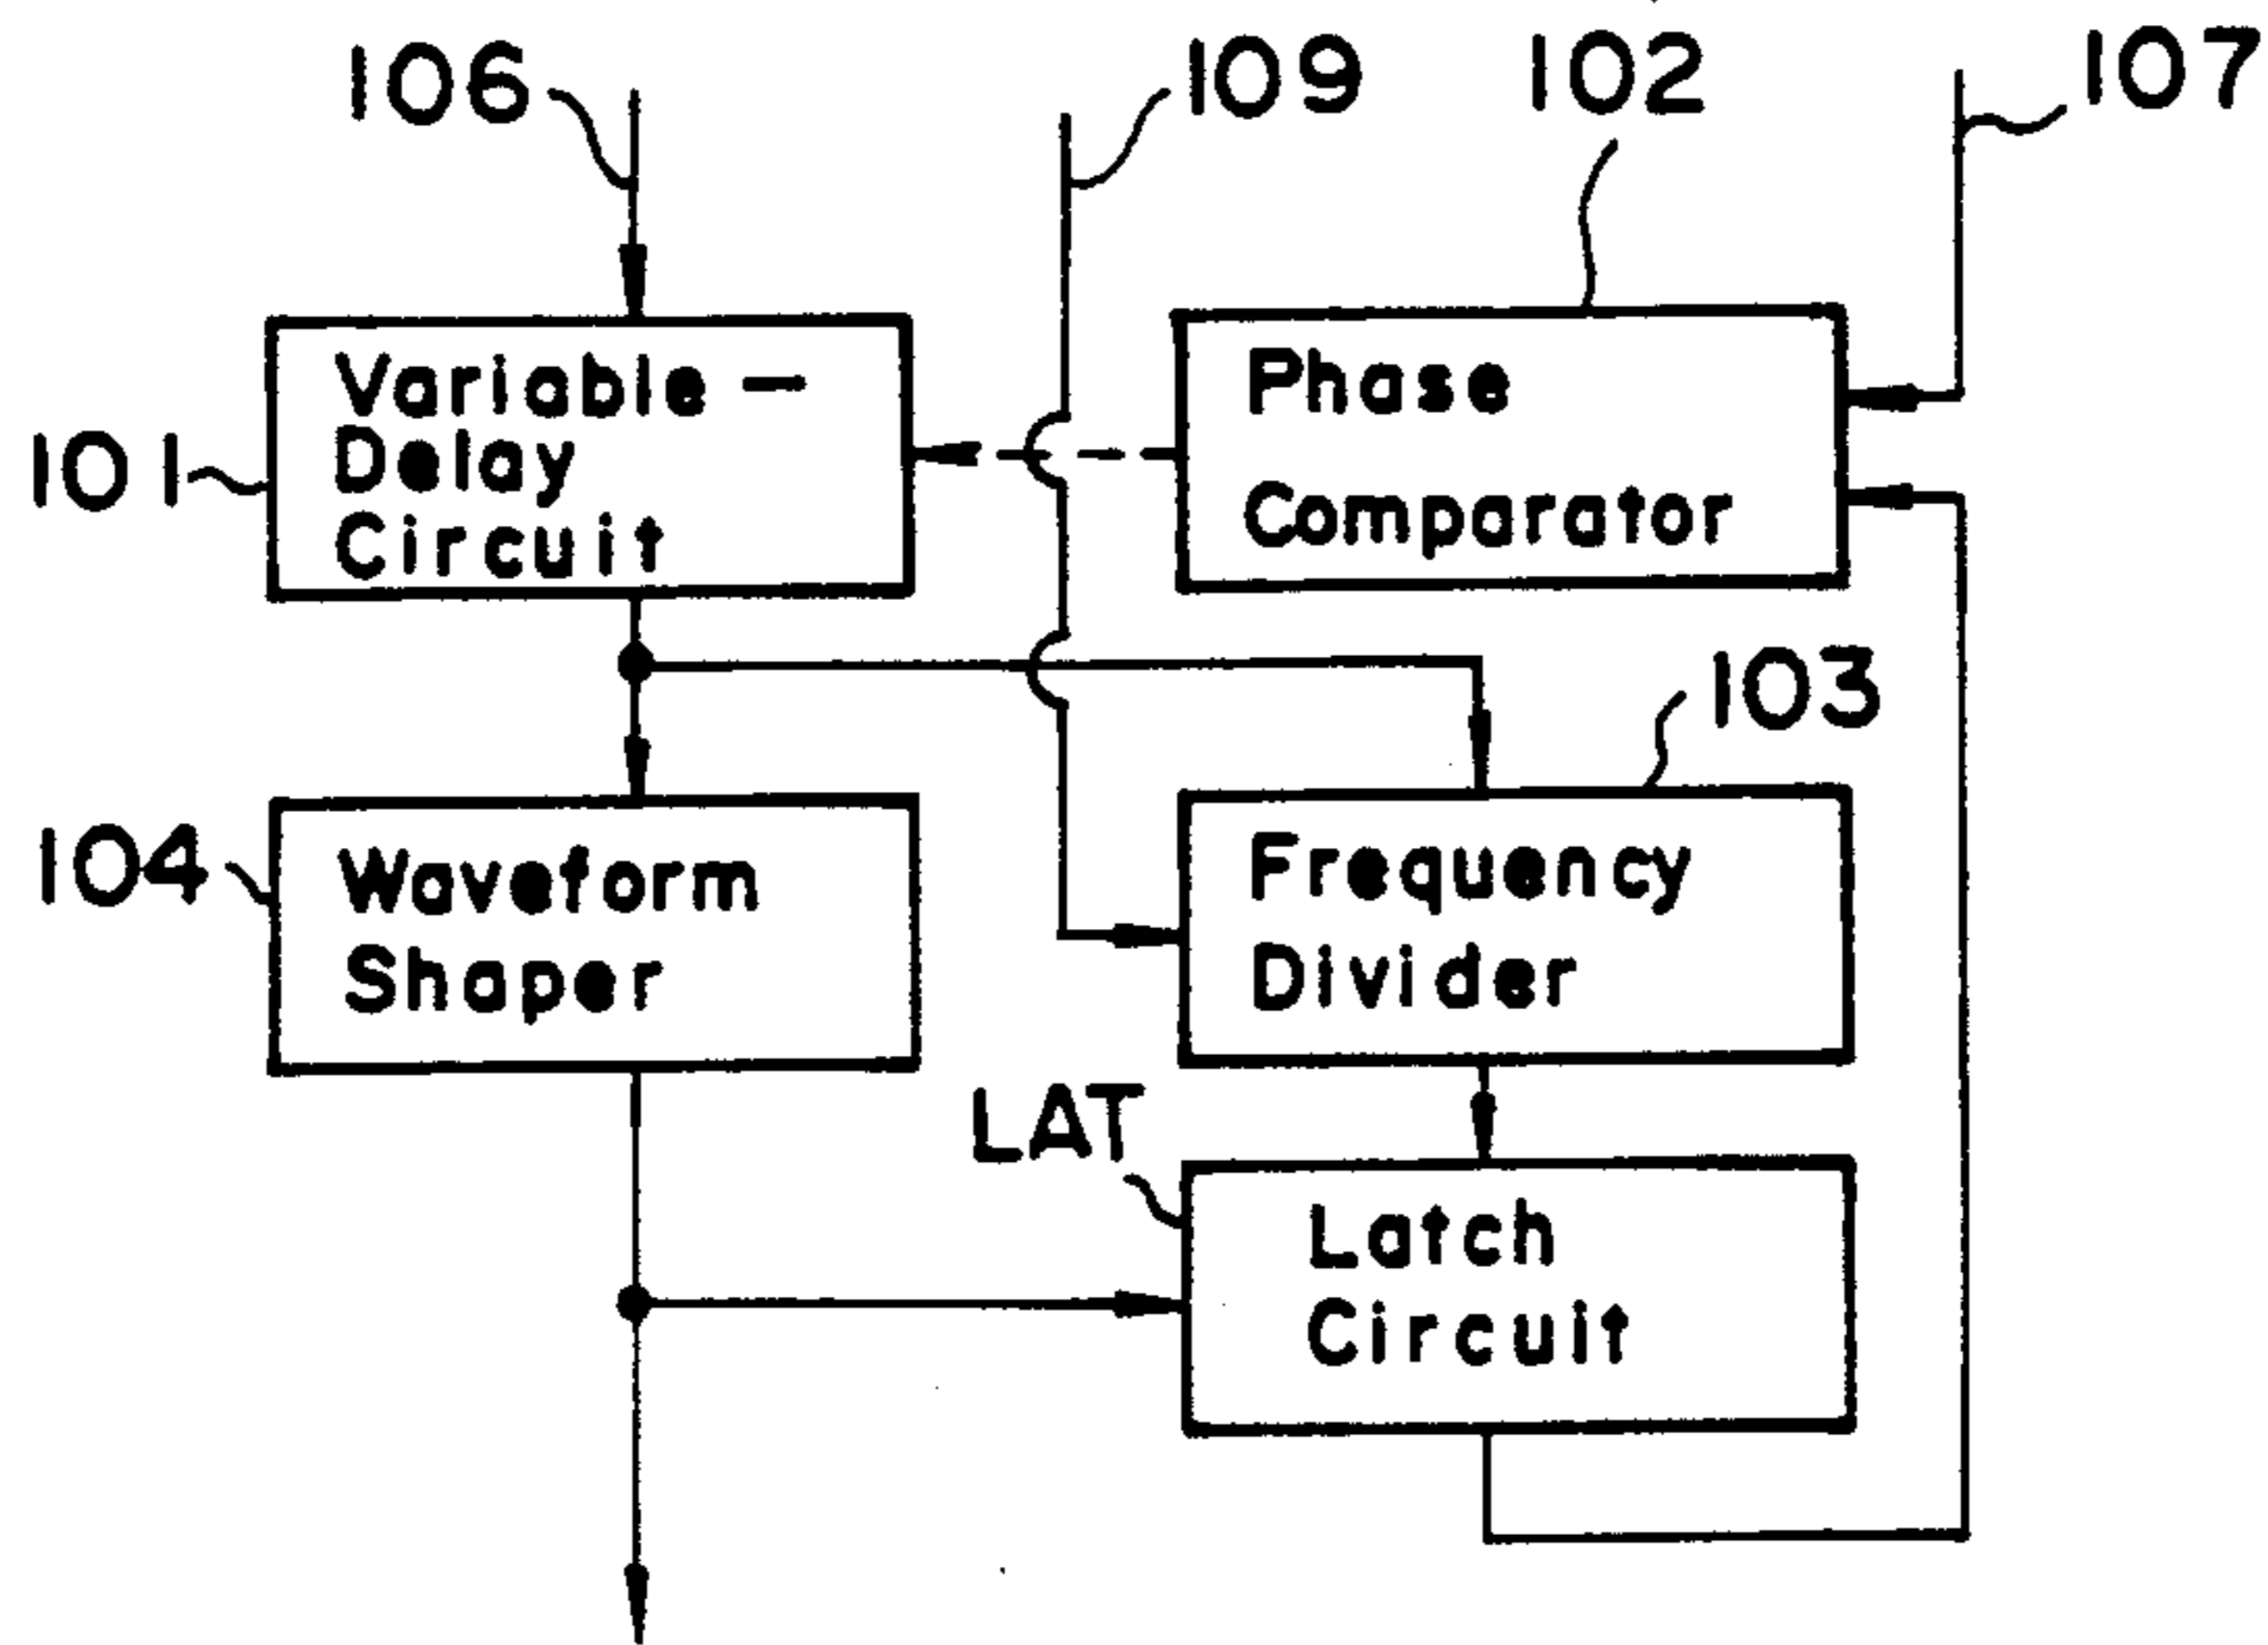 106
109
102
107
Variable-
Delay
Circuit
101
Phase
Comparator
103
104
Waveform
Shaper
Frequency
Divider
LAT
Latch
Circuit